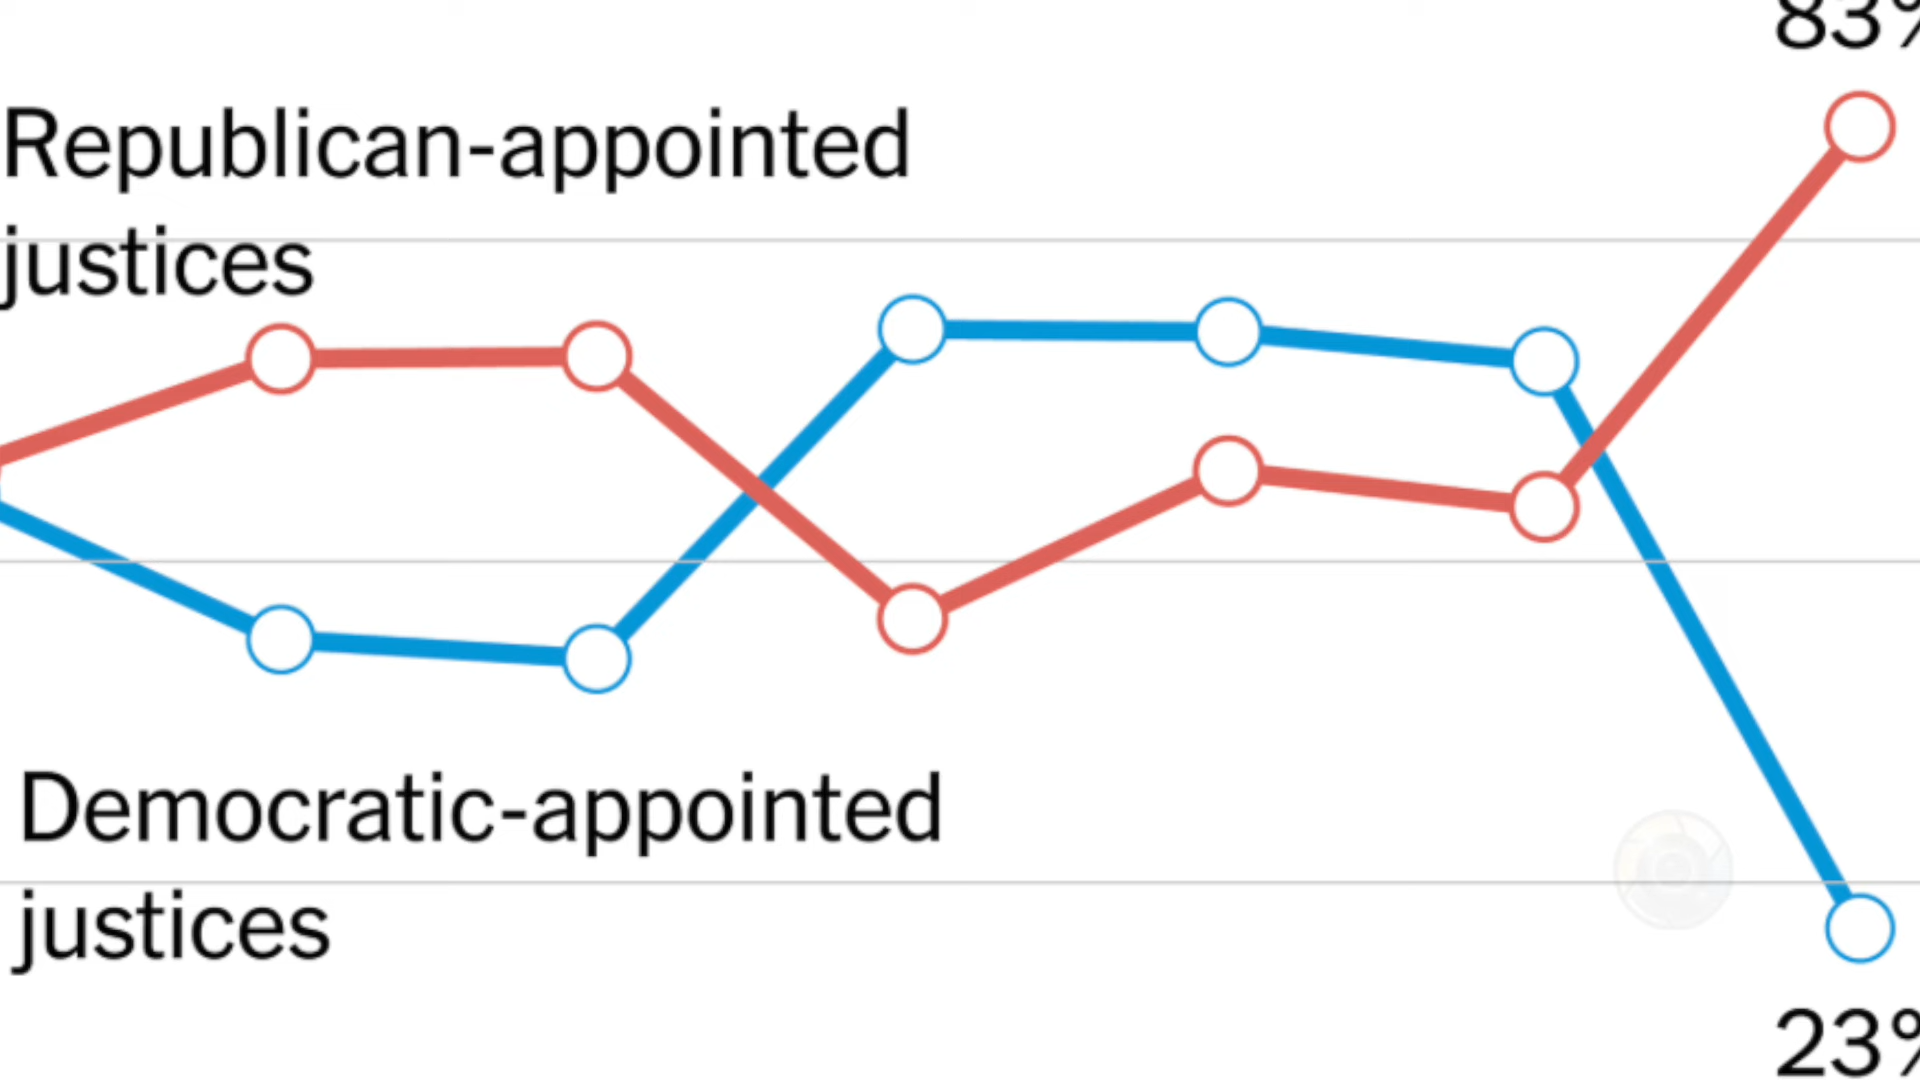 83%
Republican-appointed
justices
Democratic-appointed
justices
23%